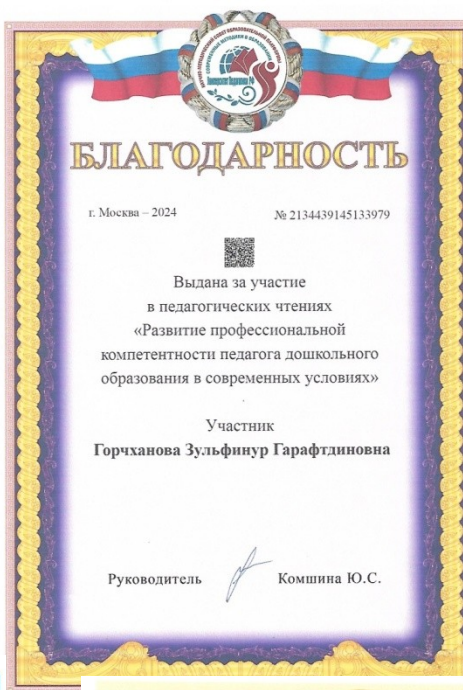 БЛАГОДАРНОСТЬ
г. Москва – 2024
№ 2134439145133979
Выдана за участие
в педагогических чтениях
«Развитие профессиональной
компетентности педагога дошкольного
образования в современных условиях»
Участник
Горчханова Зульфинур Гарафтдиновна
Руководитель
Комшина Ю.С.